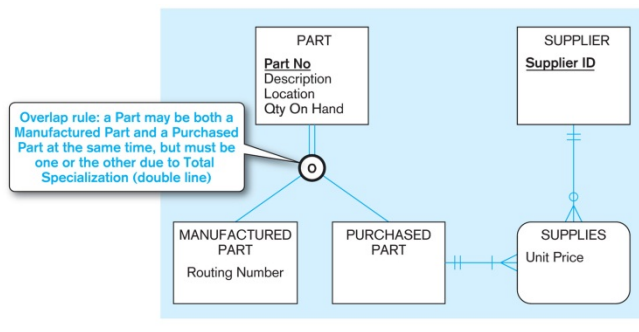 PART
Part No
Description
Location
Qty On Hand
SUPPLIER
Supplier ID
Overlap rule: a Part may be both a
Manufactured Part and a Purchased
Part at the same time, but must be
one or the other due to Total
Specialization (double line)
O
MANUFACTURED
PART
Routing Number
PURCHASED
PART
SUPPLIES
Unit Price